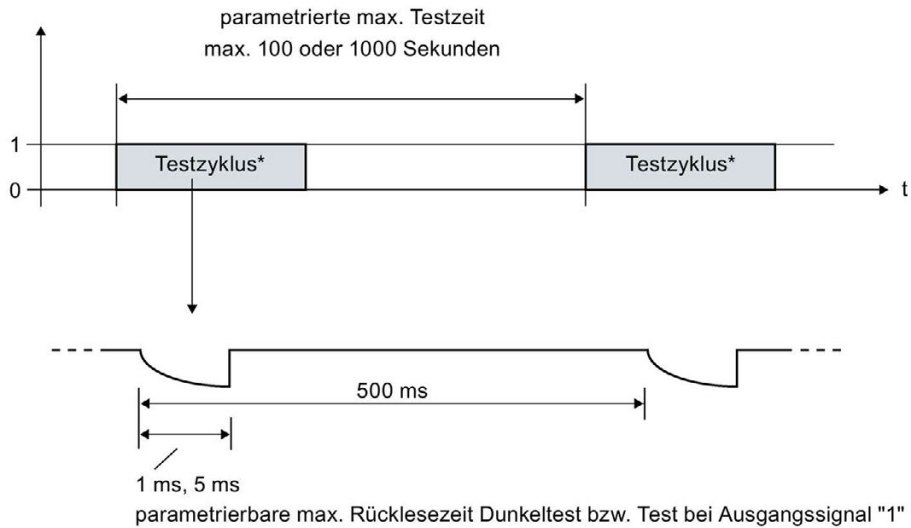 parametrierte max. Testzeit
max. 100 oder 1000 Sekunden
1
Testzyklus*
Testzyklus*
0
t
500 ms
1 ms, 5 ms
parametrierbare max. Rücklesezeit Dunkeltest bzw. Test bei Ausgangssignal "1"